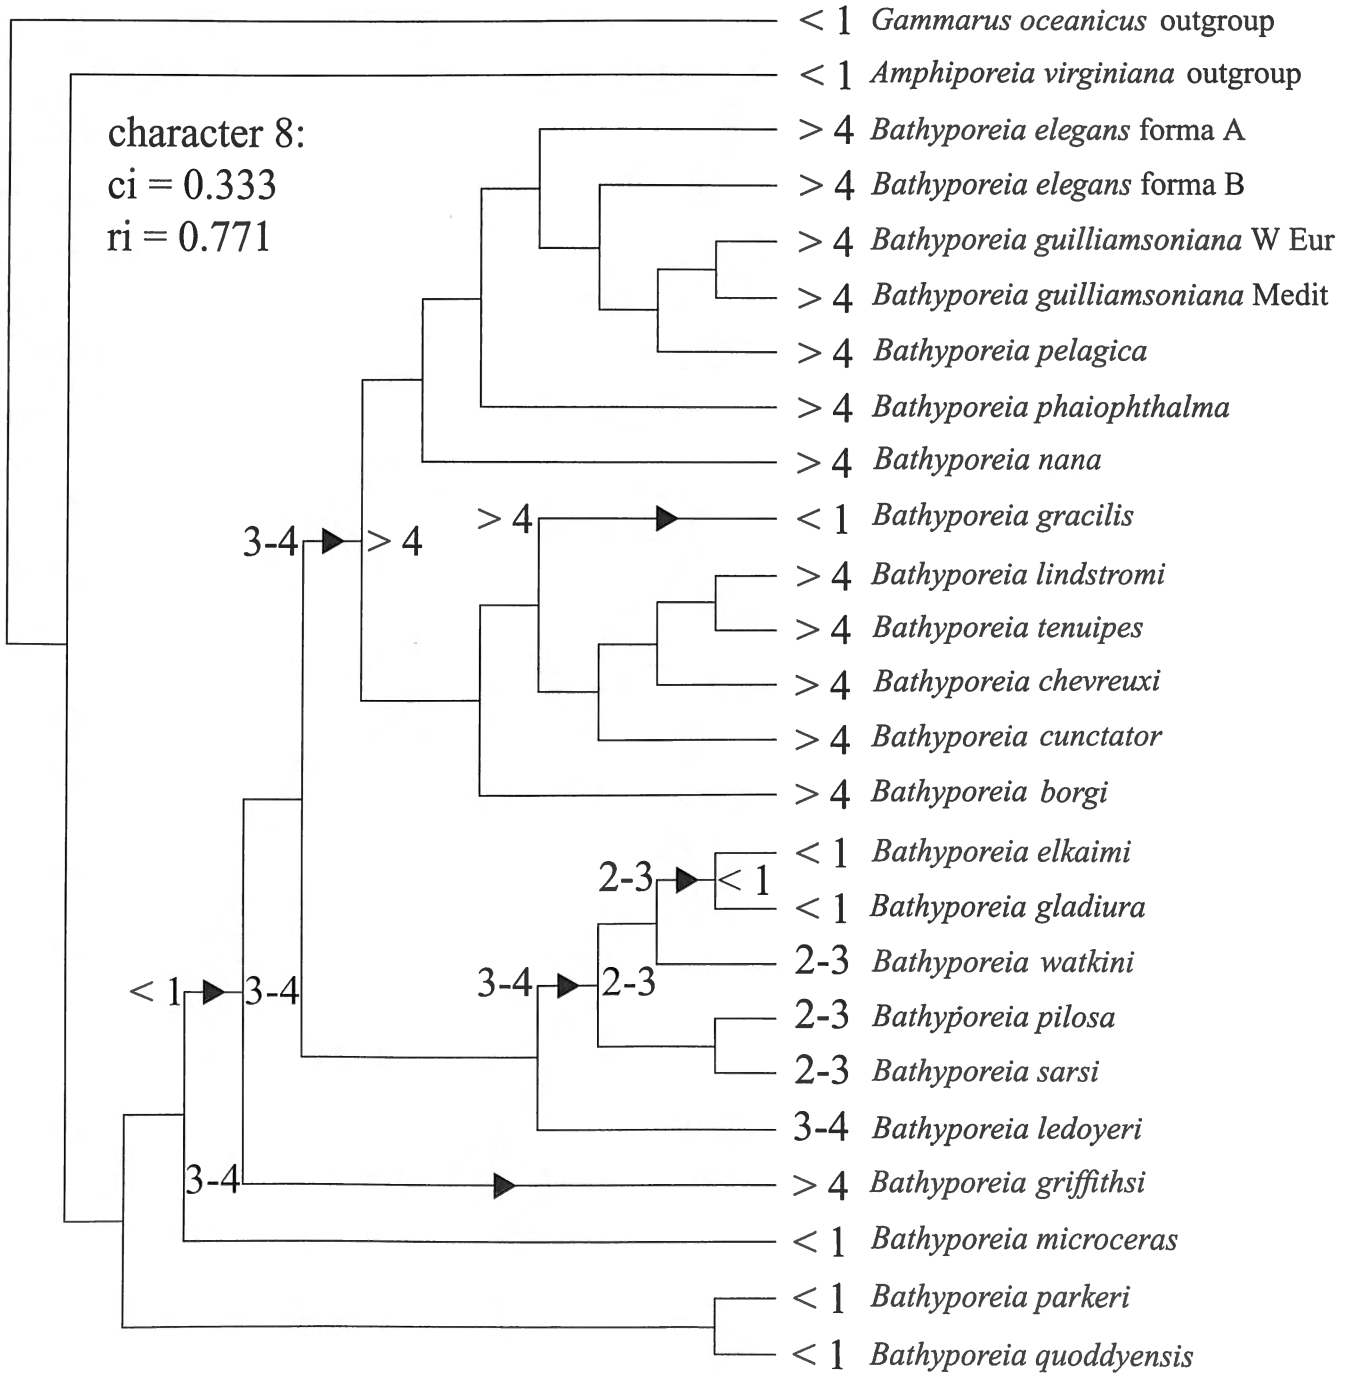 < 1 Gammarus oceanicus outgroup
< 1 Amphiporeia virginiana outgroup
character 8:
ci = 0.333
ri = 0.771
> 4 Bathyporeia elegans forma A
> 4 Bathyporeia elegans forma B
> 4 Bathyporeia guilliamsoniana W Eur
> 4 Bathyporeia guilliamsoniana Medit
> 4 Bathyporeia pelagica
> 4 Bathyporeia phaiophthalma
> 4 Bathyporeia nana
> 4 < 1 Bathyporeia gracilis
3-4 > 4
> 4 Bathyporeia lindstromi
> 4 Bathyporeia tenuipes
> 4 Bathyporeia chevreuxi
> 4 Bathyporeia cunctator
> 4 Bathyporeia borgi
< 1 Bathyporeia elkaimi
2-3 < 1
< 1 Bathyporeia gladiura
2-3 Bathyporeia watkini
< 1 3-4 3-4 2-3
2-3 Bathyporeia pilosa
2-3 Bathyporeia sarsi
3-4 Bathyporeia ledoyeri
3-4 > 4 Bathyporeia griffithsi
< 1 Bathyporeia microceras
< 1 Bathyporeia parkeri
< 1 Bathyporeia quoddyensis